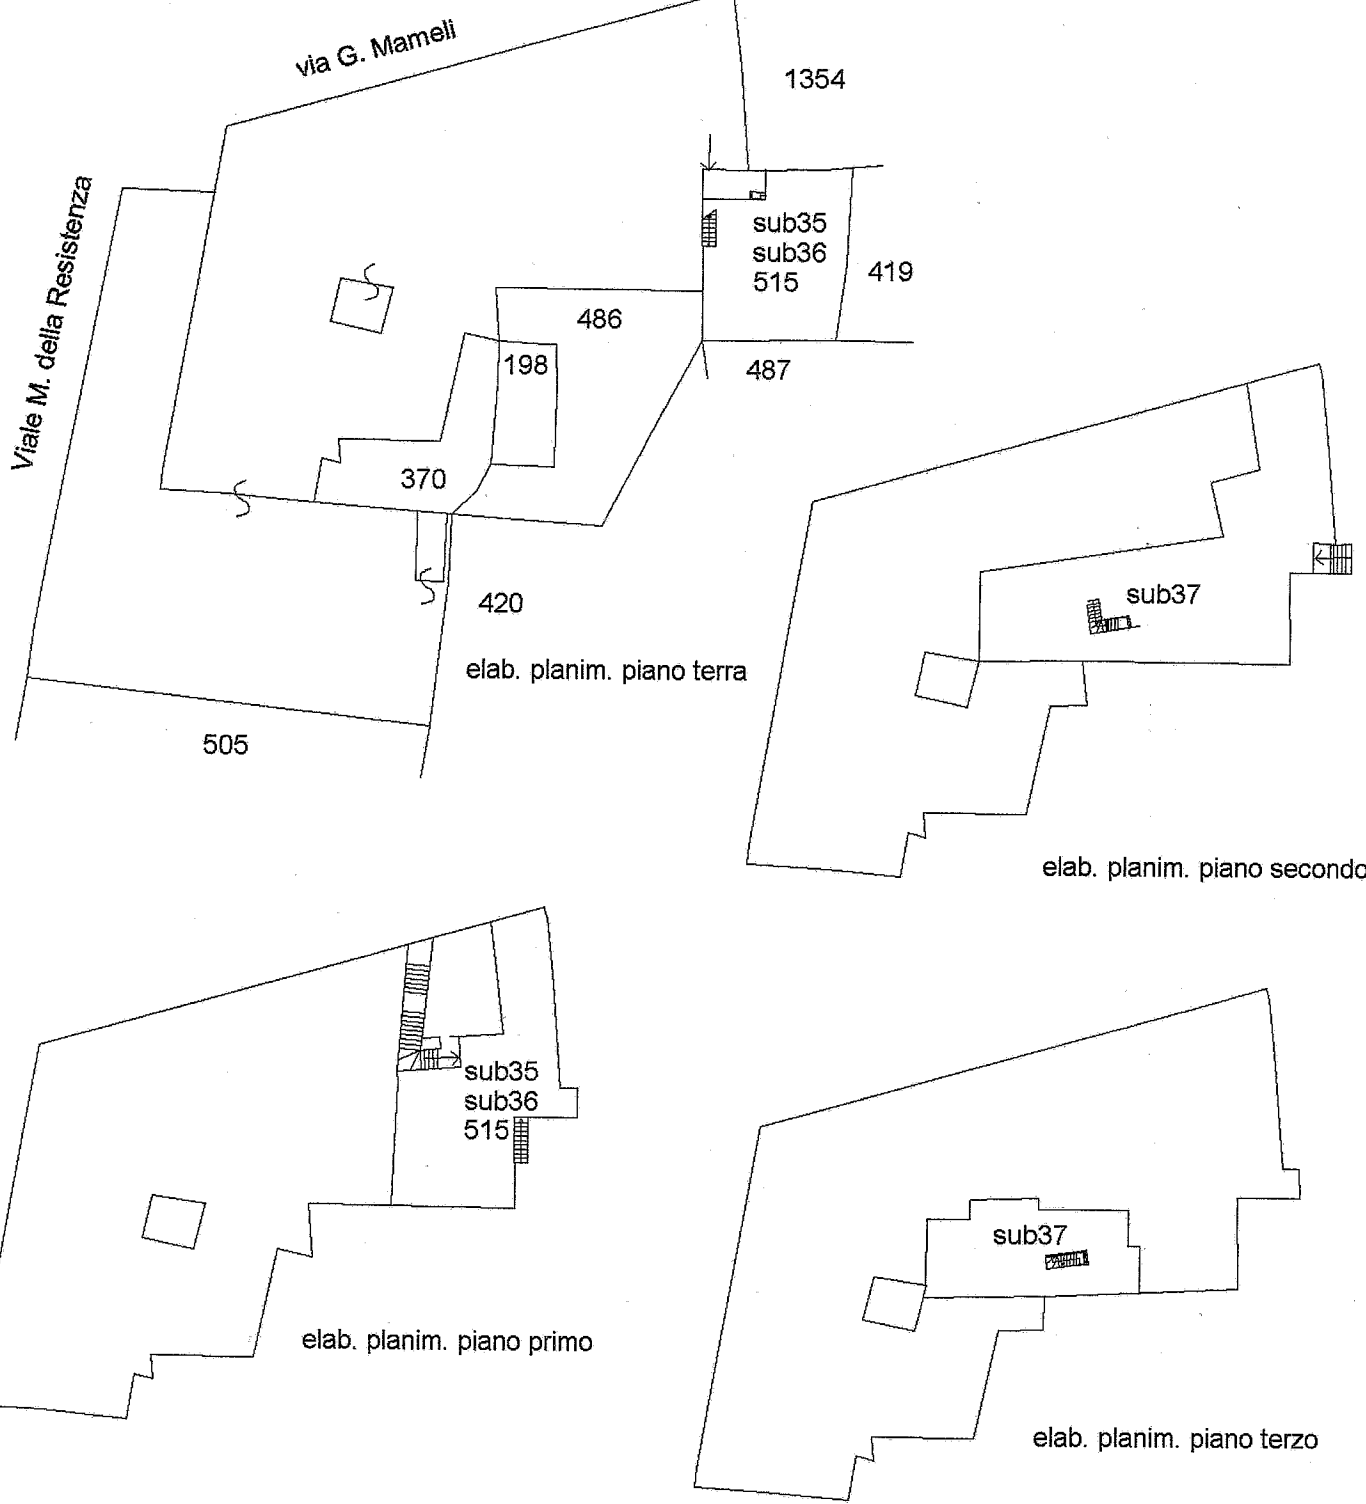 via G. Mameli
1354
Viale M. della Resistenza
sub35
sub36
515
419
486
198
487
370
420
elab. planim. piano terra
505
sub37
elab. planim. piano secondo
sub35
sub36
515
elab. planim. piano primo
sub37
elab. planim. piano terzo